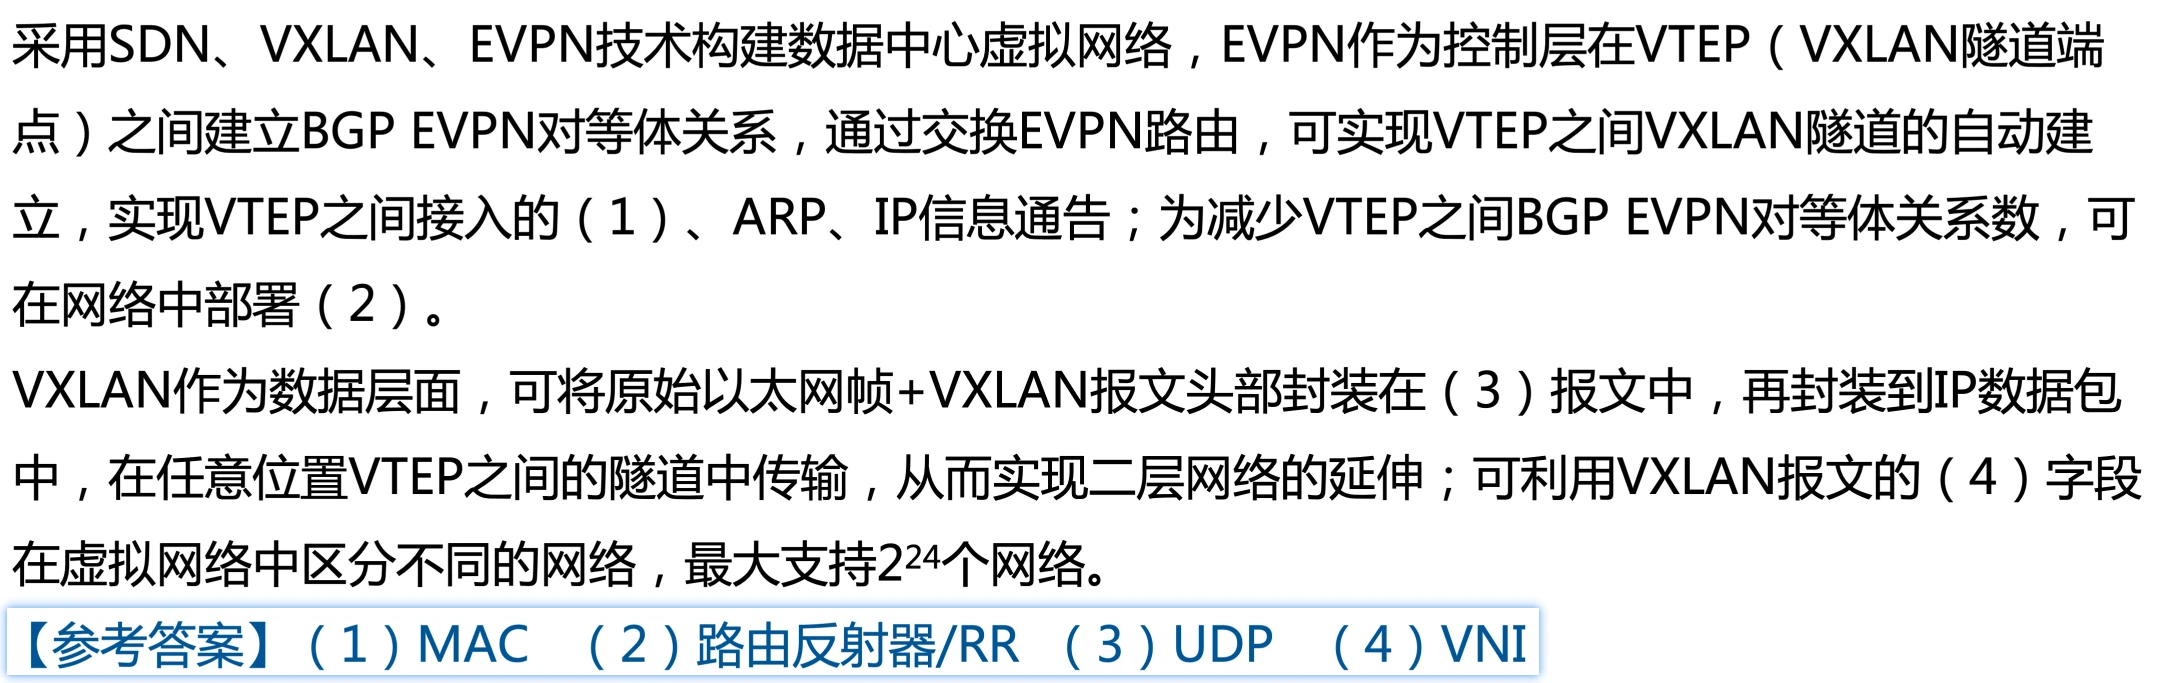 采用SDN、VXLAN、EVPN技术构建数据中心虚拟网络，EVPN作为控制层在VTEP（VXLAN隧道端
点）之间建立BGP EVPN对等体关系，通过交换EVPN路由，可实现VTEP之间VXLAN隧道的自动建
立，实现VTEP之间接入的（1）、ARP、IP信息通告；为减少VTEP之间BGP EVPN对等体关系数，可
在网络中部署（2）。
VXLAN作为数据层面，可将原始以太网帧+VXLAN报文头部封装在（3）报文中，再封装到IP数据包
中，在任意位置VTEP之间的隧道中传输，从而实现二层网络的延伸；可利用VXLAN报文的（4）字段
在虚拟网络中区分不同的网络，最大支持2²⁴个网络。
【参考答案】（1）MAC （2）路由反射器/RR （3）UDP （4）VNI